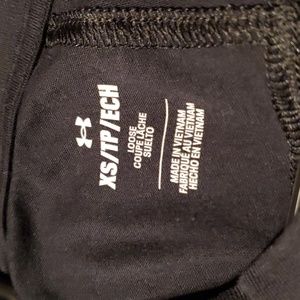 XS/TP/ECH
LOOSE
COUPE LÂCHE
SUELTO
MADE IN VIETNAM
FABRIQUÉ AU VIETNAM
HECHO EN VIETNAM